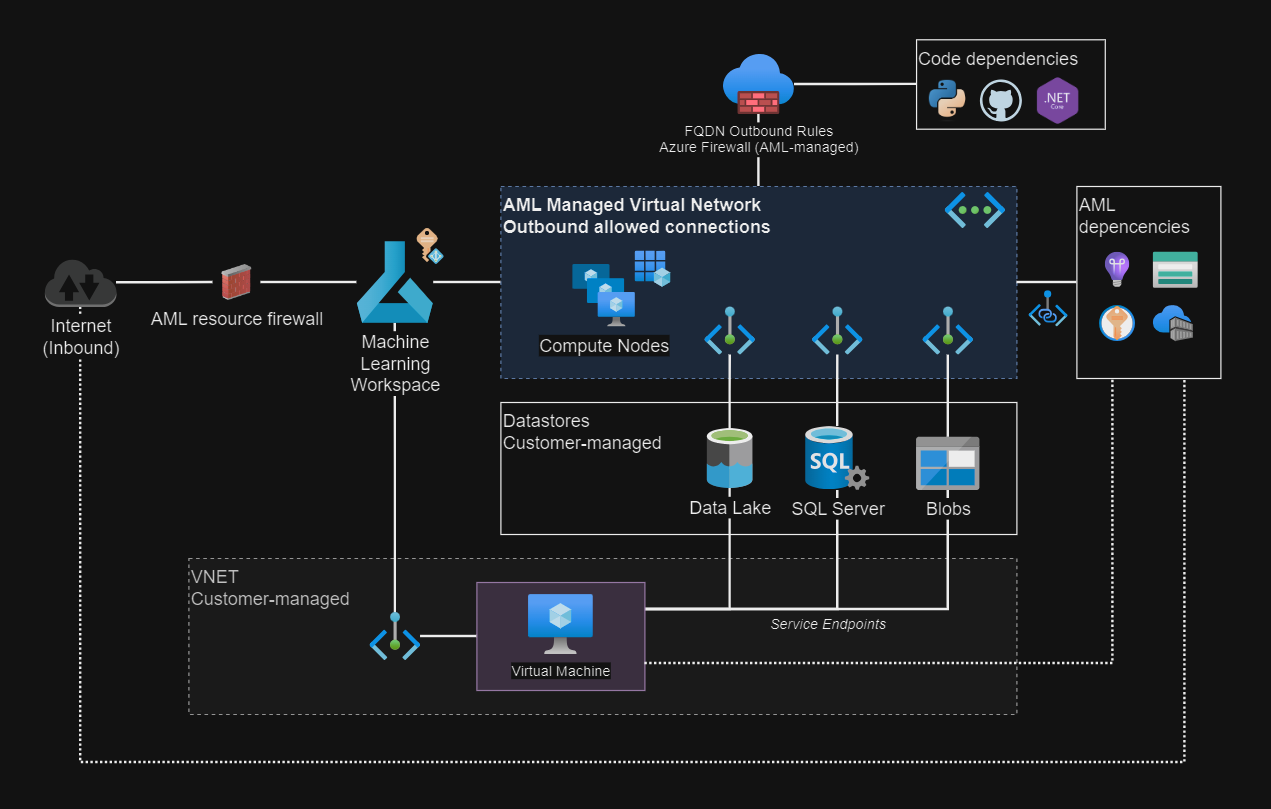 Code dependencies
.NET
Core
FQDN Outbound Rules
Azure Firewall (AML-managed)
AML Managed Virtual Network
Outbound allowed connections
AML
depencencies
Internet
(Inbound)
AML resource firewall
Machine
Learning
Workspace
Compute Nodes
Datastores
Customer-managed
SQL
Data Lake
SQL Server
Blobs
VNET
Customer-managed
Virtual Machine
Service Endpoints